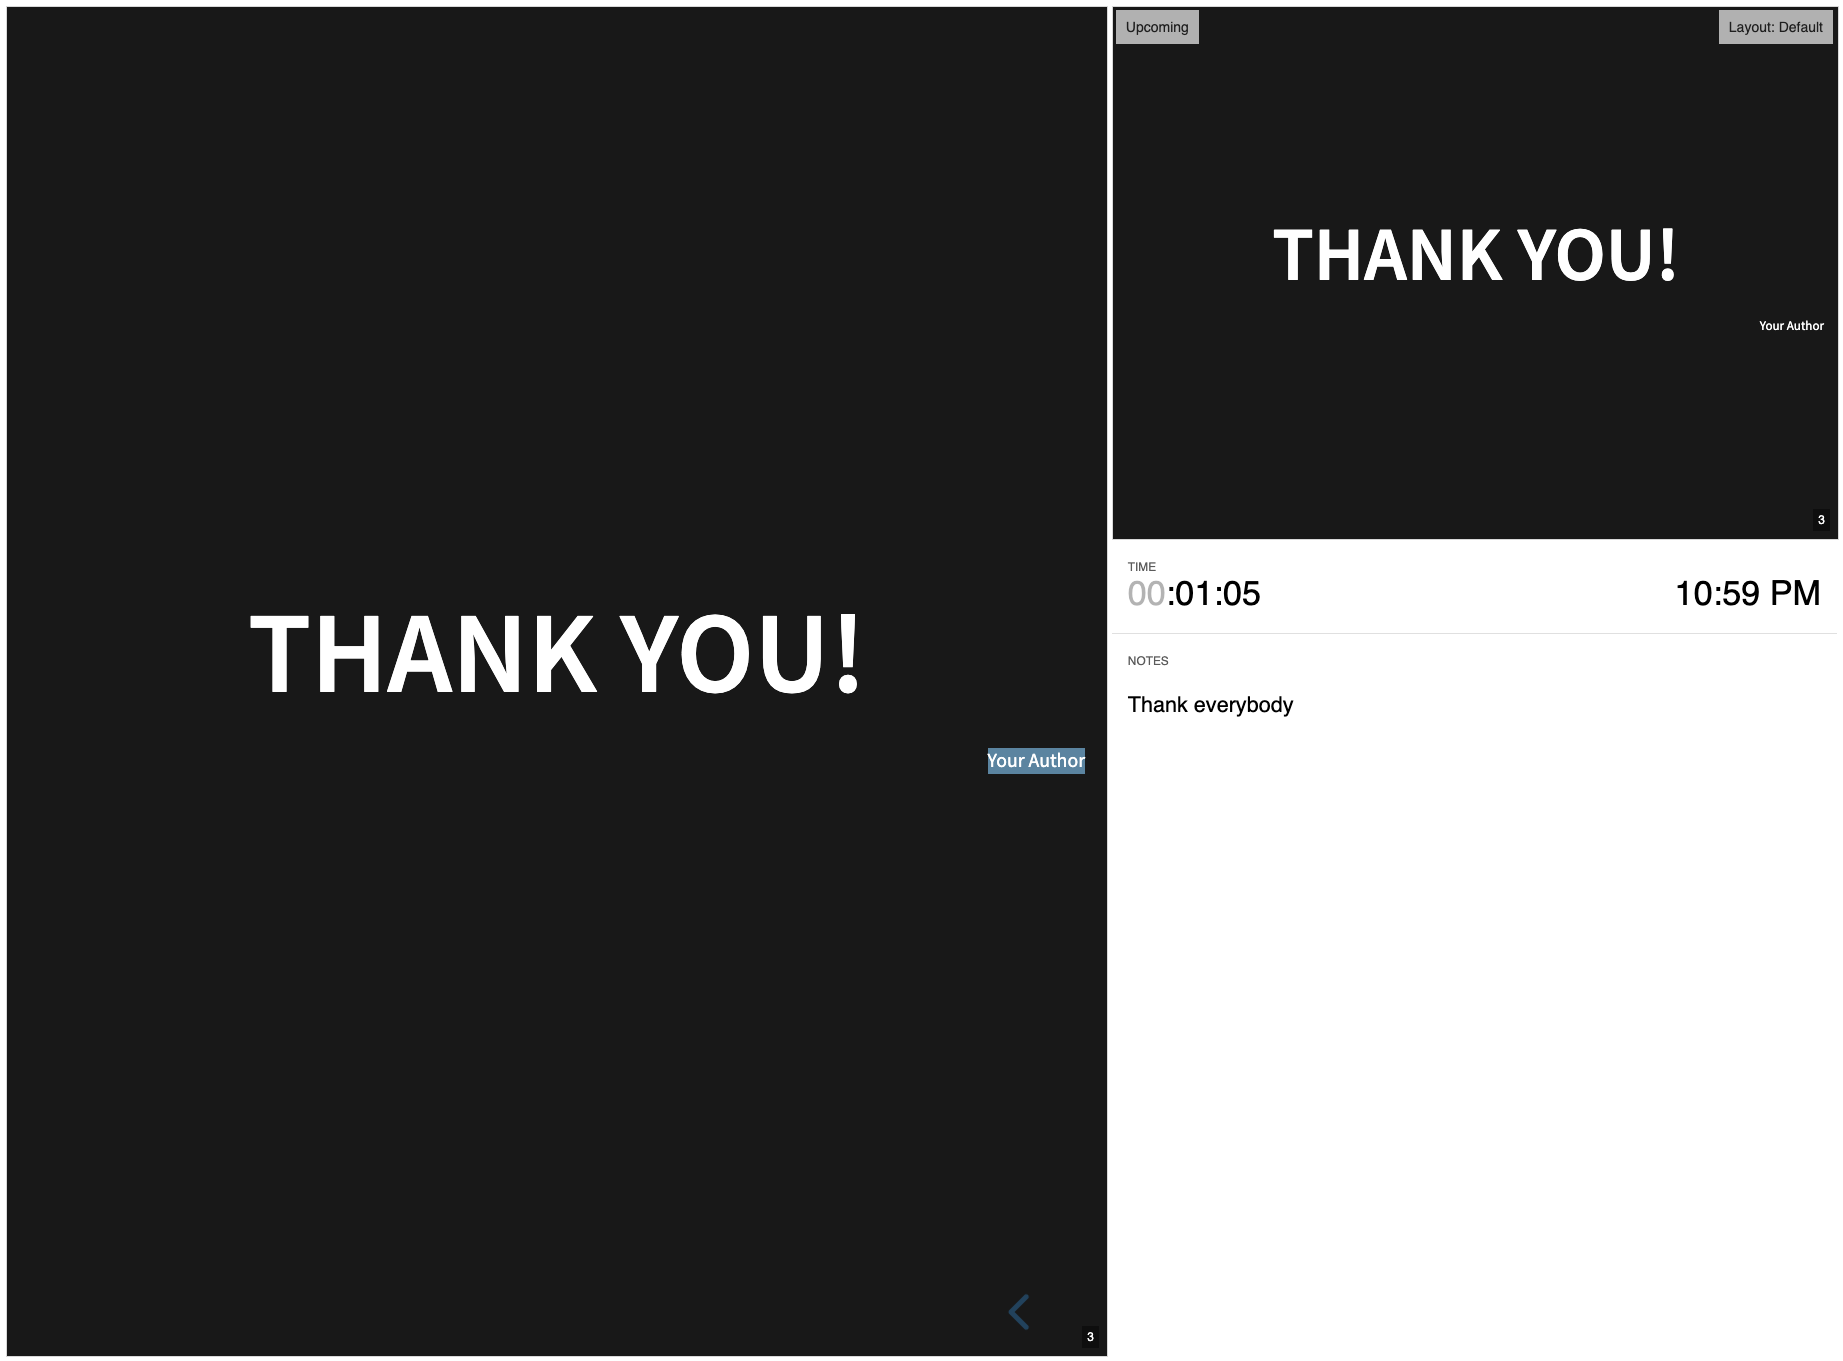 THANK YOU!
Your Author
3
Upcoming
Layout: Default
THANK YOU!
Your Author
3
TIME
00:01:05
10:59 PM
NOTES
Thank everybody